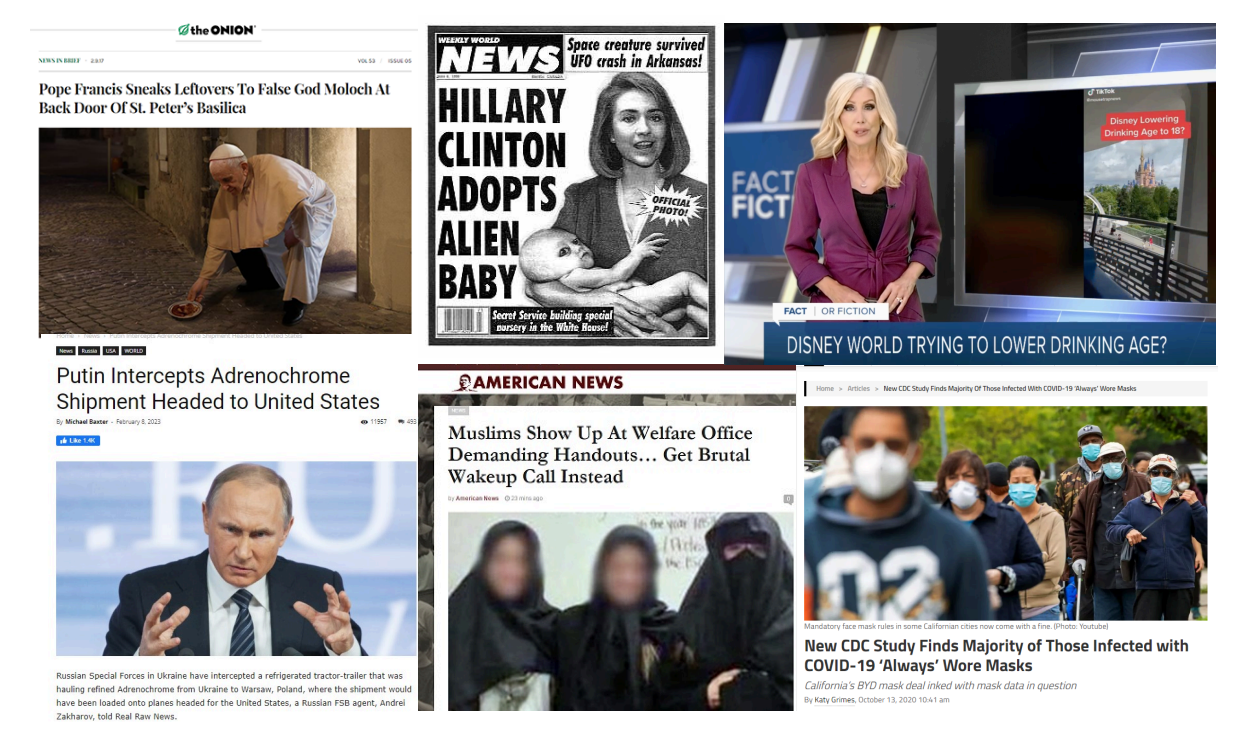 the ONION
NEWS IN BRIEF
VOL 53 / ISSUE 05
Pope Francis Sneaks Leftovers To False God Moloch At
Back Door Of St. Peter's Basilica
WEEKLY WORLD
NEWS
Space creature survived
UFO crash in Arkansas!
HILLARY
CLINTON
ADOPTS
ALIEN
BABY
OFFICIAL
PHOTO!
Secret Service building special
nursery in the White House!
TikTok
Disney Lowering
Drinking Age to 18?
FACT
FICT
FACT | OR FICTION
DISNEY WORLD TRYING TO LOWER DRINKING AGE?
Home > News > Putin Intercepts Adrenochrome Shipment Headed to United States
News Russia USA WORLD
Putin Intercepts Adrenochrome
Shipment Headed to United States
By Michael Baxter - February 8, 2023
11957 493
Like 1.4K
Russian Special Forces in Ukraine have intercepted a refrigerated tractor-trailer that was
hauling refined Adrenochrome from Ukraine to Warsaw, Poland, where the shipment would
have been loaded onto planes headed for the United States, a Russian FSB agent, Andrei
Zakharov, told Real Raw News.
AMERICAN NEWS
NEWS
Muslims Show Up At Welfare Office
Demanding Handouts... Get Brutal
Wakeup Call Instead
by American News 23 mins ago
0
Home » Articles » New CDC Study Finds Majority Of Those Infected With COVID-19 'Always' Wore Masks
02
Mandatory face mask rules in some Californian cities now come with a fine. (Photo: Youtube)
New CDC Study Finds Majority of Those Infected with
COVID-19 'Always' Wore Masks
California's BYD mask deal inked with mask data in question
By Katy Grimes, October 13, 2020 10:41 am